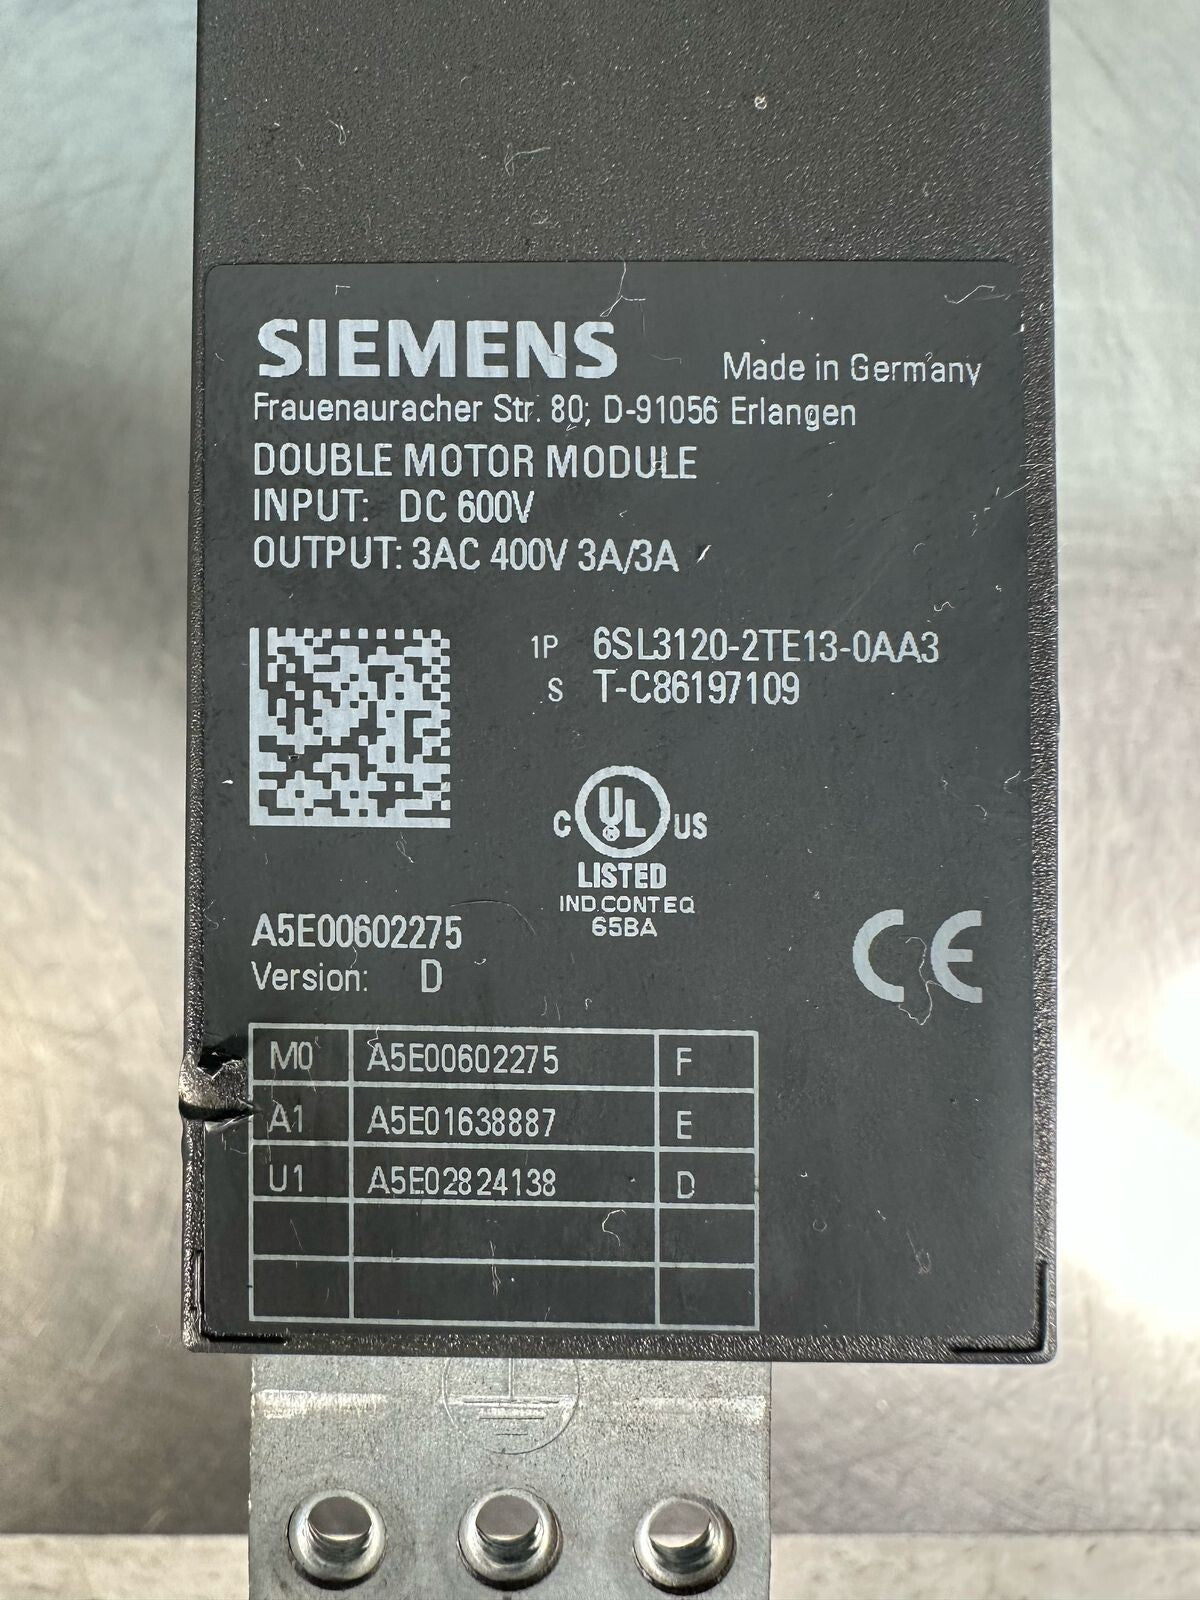 SIEMENS
Made in Germany
Frauenauracher Str. 80; D-91056 Erlangen
DOUBLE MOTOR MODULE
INPUT: DC 600V
OUTPUT: 3AC 400V 3A/3A
1P 6SL3120-2TE13-0AA3
S T-C86197109
C UL US
®
LISTED
IND.CONT.EQ
65BA
A5E00602275
Version: D
CE
M0 A5E00602275 F
A1 A5E01638887 E
U1 A5E02824138 D